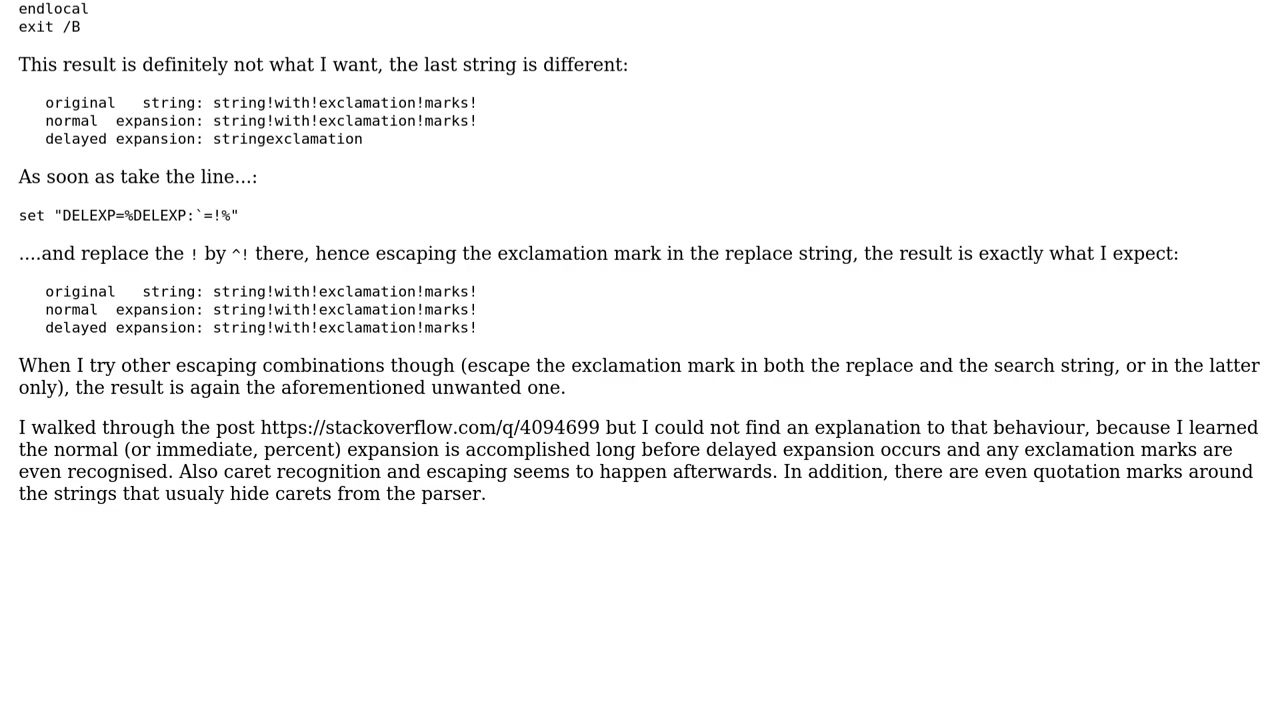 endlocal
exit /B
This result is definitely not what I want, the last string is different:
original   string: string!with!exclamation!marks!
normal  expansion: string!with!exclamation!marks!
delayed expansion: stringexclamation
As soon as take the line...:
set "DELEXP=%DELEXP:`=!%"
....and replace the ! by ^! there, hence escaping the exclamation mark in the replace string, the result is exactly what I expect:
original   string: string!with!exclamation!marks!
normal  expansion: string!with!exclamation!marks!
delayed expansion: string!with!exclamation!marks!
When I try other escaping combinations though (escape the exclamation mark in both the replace and the search string, or in the latter
only), the result is again the aforementioned unwanted one.
I walked through the post https://stackoverflow.com/q/4094699 but I could not find an explanation to that behaviour, because I learned
the normal (or immediate, percent) expansion is accomplished long before delayed expansion occurs and any exclamation marks are
even recognised. Also caret recognition and escaping seems to happen afterwards. In addition, there are even quotation marks around
the strings that usualy hide carets from the parser.